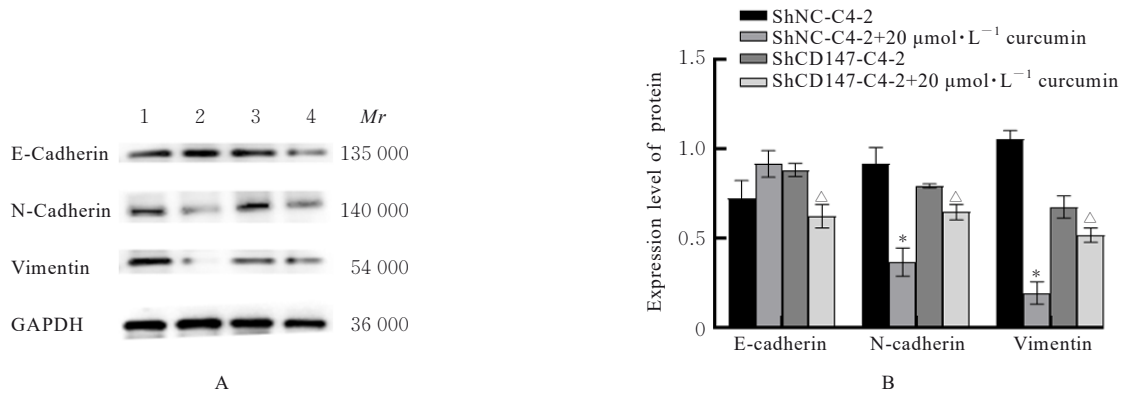 1 2 3 4 Mr
E-Cadherin 135 000
N-Cadherin 140 000
Vimentin 54 000
GAPDH 36 000
A
ShNC-C4-2
ShNC-C4-2+20 μmol·L⁻¹ curcumin
ShCD147-C4-2
ShCD147-C4-2+20 μmol·L⁻¹ curcumin
Expression level of protein
1.5
1.0
0.5
0
△
*
△
*
△
E-cadherin N-cadherin Vimentin
B